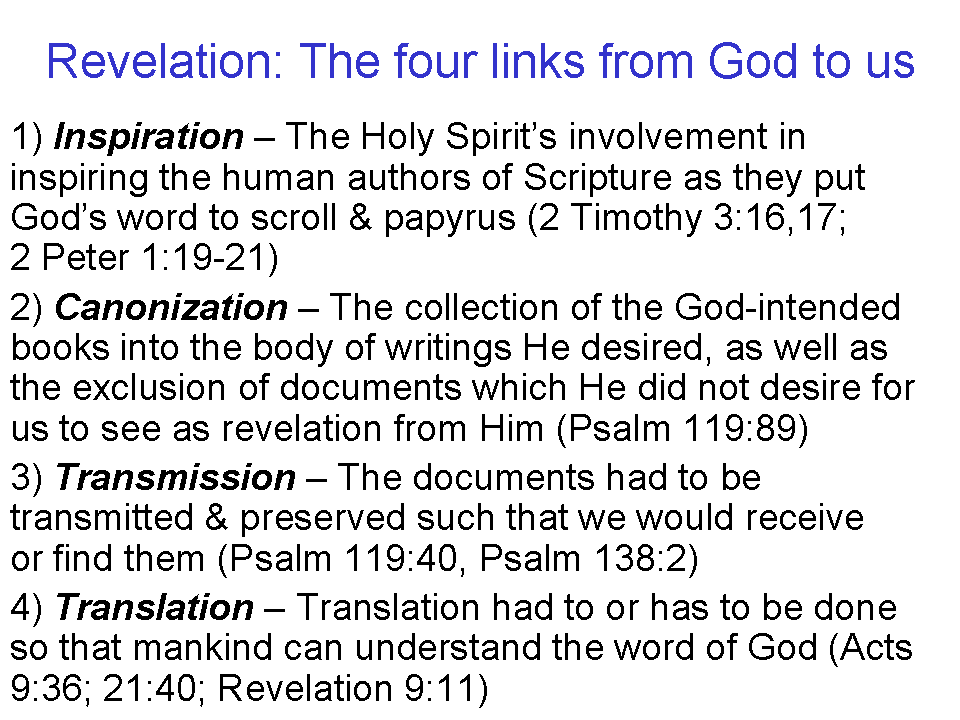 Revelation: The four links from God to us
1) Inspiration – The Holy Spirit’s involvement in
inspiring the human authors of Scripture as they put
God’s word to scroll & papyrus (2 Timothy 3:16,17;
2 Peter 1:19-21)
2) Canonization – The collection of the God-intended
books into the body of writings He desired, as well as
the exclusion of documents which He did not desire for
us to see as revelation from Him (Psalm 119:89)
3) Transmission – The documents had to be
transmitted & preserved such that we would receive
or find them (Psalm 119:40, Psalm 138:2)
4) Translation – Translation had to or has to be done
so that mankind can understand the word of God (Acts
9:36; 21:40; Revelation 9:11)